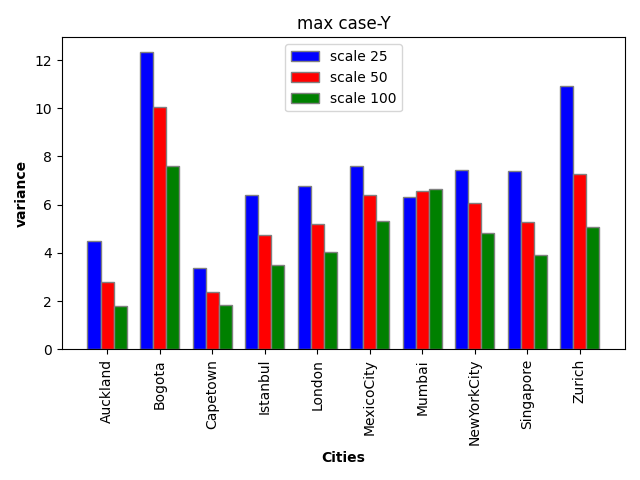 max case-Y
scale 25
scale 50
scale 100
12
10
8
6
4
2
0
variance
Auckland
Bogota
Capetown
Istanbul
London
MexicoCity
Mumbai
NewYorkCity
Singapore
Zurich
Cities